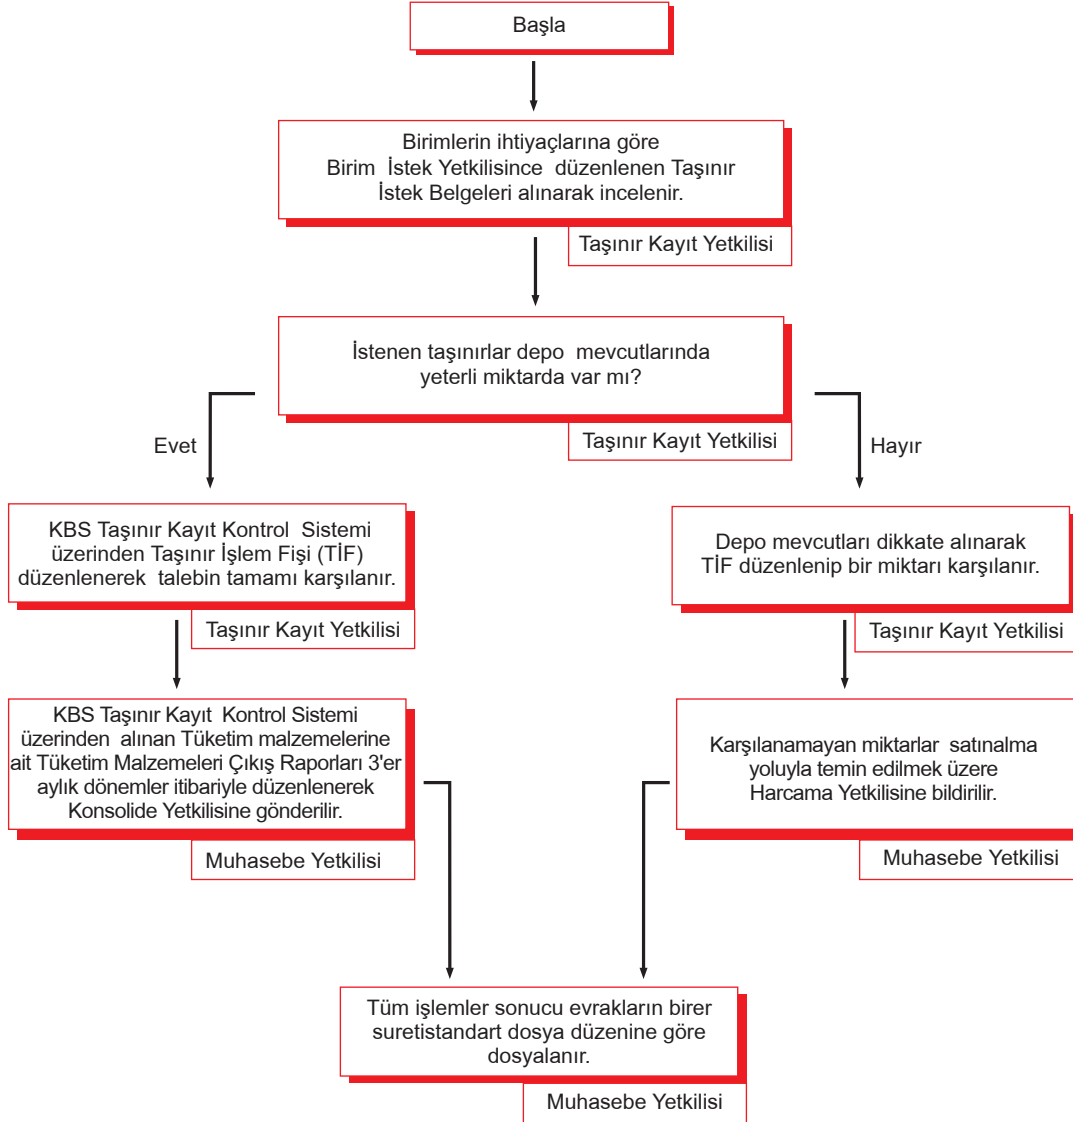 Başla
Birimlerin ihtiyaçlarına göre
Birim İstek Yetkilisince düzenlenen Taşınır
İstek Belgeleri alınarak incelenir.
Taşınır Kayıt Yetkilisi
İstenen taşınırlar depo mevcutlarında
yeterli miktarda var mı?
Taşınır Kayıt Yetkilisi
Evet
Hayır
KBS Taşınır Kayıt Kontrol Sistemi
üzerinden Taşınır İşlem Fişi (TİF)
düzenlenerek talebin tamamı karşılanır.
Taşınır Kayıt Yetkilisi
Depo mevcutları dikkate alınarak
TİF düzenlenip bir miktarı karşılanır.
Taşınır Kayıt Yetkilisi
KBS Taşınır Kayıt Kontrol Sistemi
üzerinden alınan Tüketim malzemelerine
ait Tüketim Malzemeleri Çıkış Raporları 3'er
aylık dönemler itibariyle düzenlenerek
Konsolide Yetkilisine gönderilir.
Muhasebe Yetkilisi
Karşılanamayan miktarlar satınalma
yoluyla temin edilmek üzere
Harcama Yetkilisine bildirilir.
Muhasebe Yetkilisi
Tüm işlemler sonucu evrakların birer
suretistandart dosya düzenine göre
dosyalanır.
Muhasebe Yetkilisi